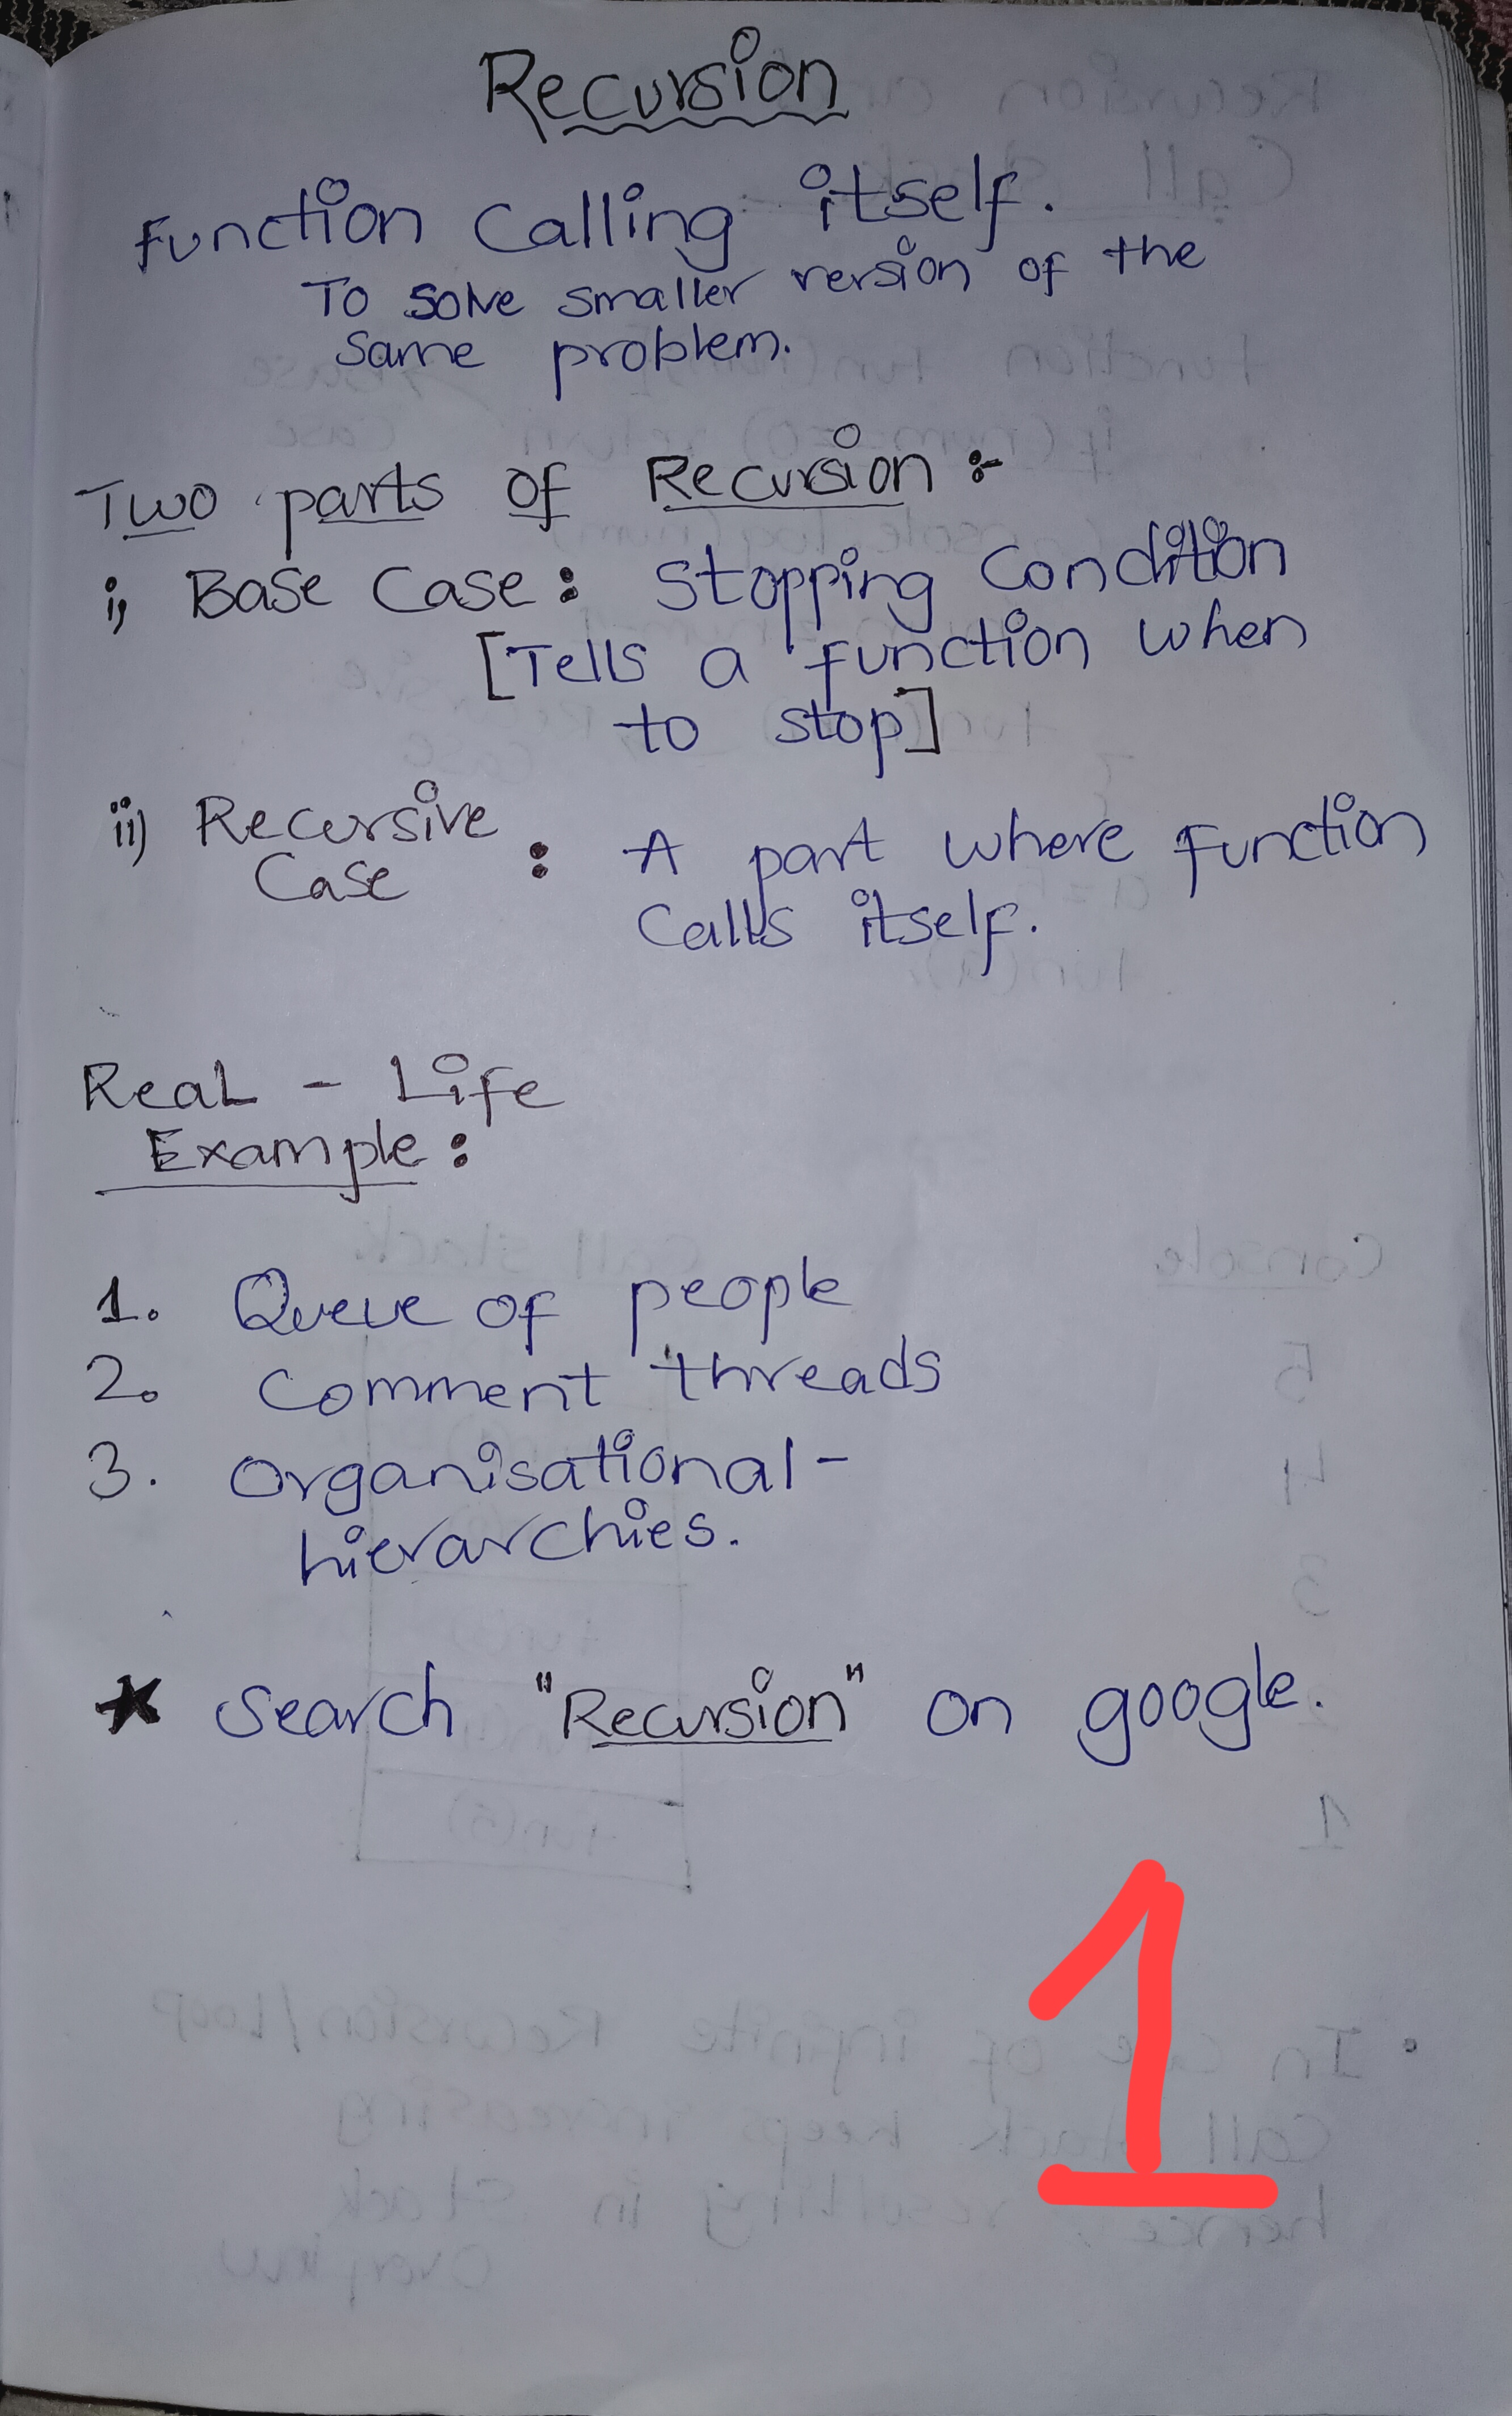 Recursion
Function Calling itself.
To solve smaller version of the
same problem.
Two parts of Recursion :-
i) Base Case : Stopping Condition
[Tells a function when
to stop]
ii) Recursive
Case : A part where function
Calls itself.
Real - Life
Example :
1. Queue of people
2. Comment threads
3. Organisational-
hierarchies.
★ Search "Recursion" on google.
1